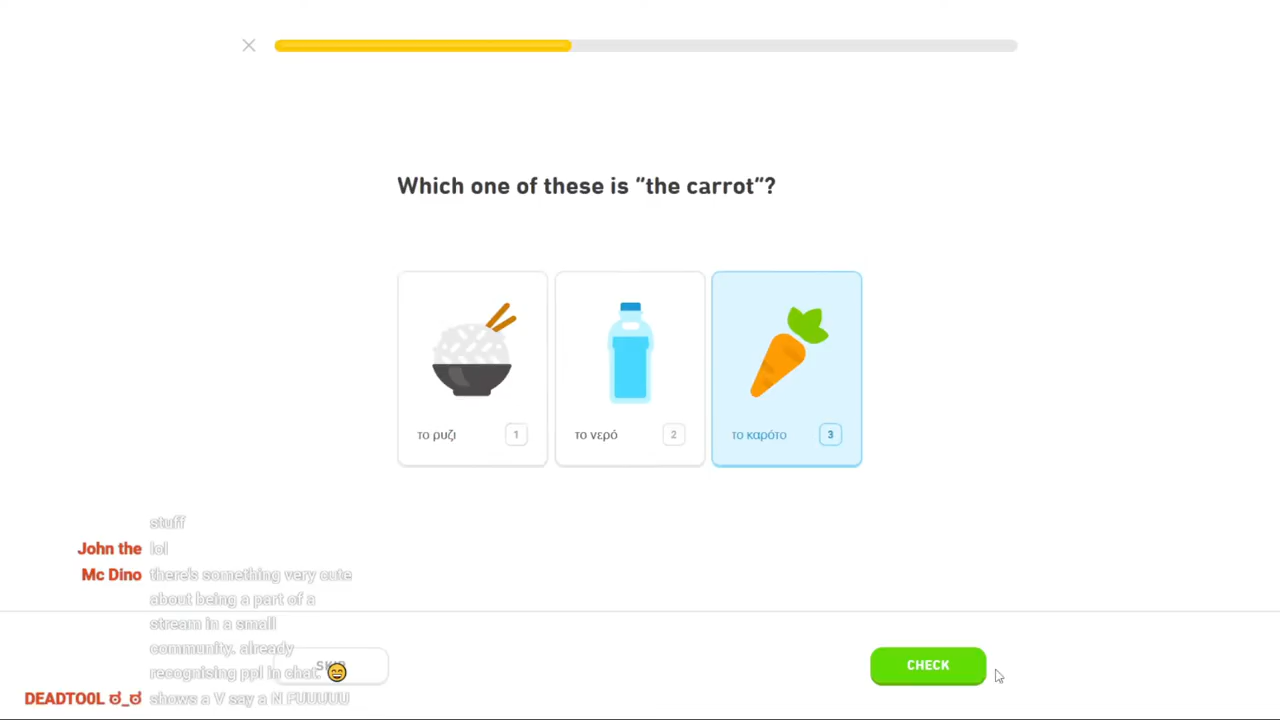 Which one of these is “the carrot”?
το ρυζι 1
το νερό 2
το καρότο 3
stuff
John the lol
Mc Dino there's something very cute
about being a part of a
stream in a small
community. already
recognising ppl in chat. 😄
SKIP
DEADTO0L ಠ_ಠ shows a V say a N FUUUUU
CHECK